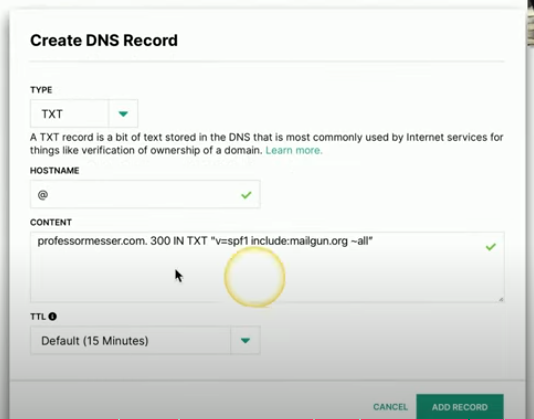 Create DNS Record
TYPE
TXT
A TXT record is a bit of text stored in the DNS that is most commonly used by Internet services for
things like verification of ownership of a domain. Learn more.
HOSTNAME
@
CONTENT
professormesser.com. 300 IN TXT "v=spf1 include:mailgun.org ~all"
TTL
Default (15 Minutes)
CANCEL
ADD RECORD